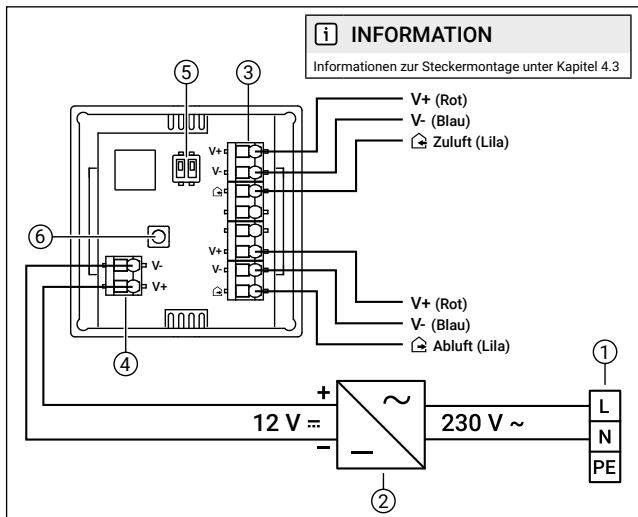 i INFORMATION
Informationen zur Steckermontage unter Kapitel 4.3
5
3
V+ (Rot)
V- (Blau)
Zuluft (Lila)
V+
V-
6
V+
V-
V-
V+
V+ (Rot)
V- (Blau)
Abluft (Lila)
4
1
+
12 V ⎓
−
~
230 V ~
L
N
PE
2